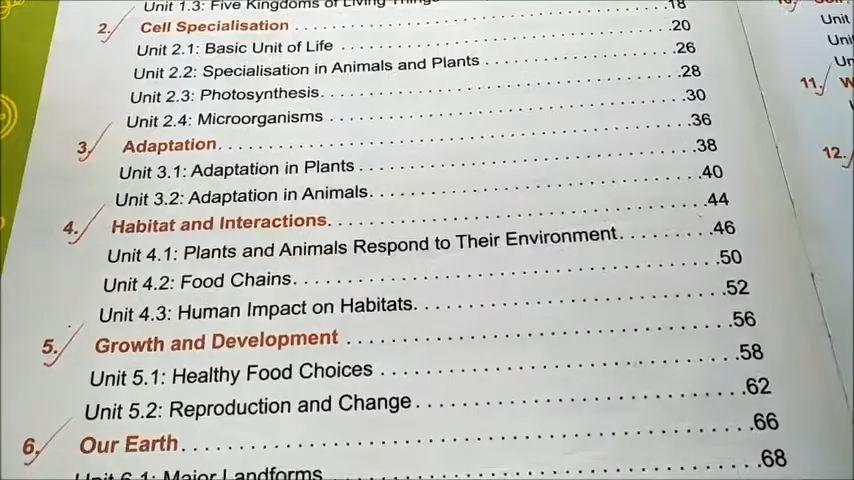 Unit 1.3: Five Kingdoms of Living Things
2. Cell Specialisation . . . . . . . . . . 18
Unit 2.1: Basic Unit of Life . . . . . . . . . . 20
Unit 2.2: Specialisation in Animals and Plants . . . . . . . . . . 26
Unit 2.3: Photosynthesis. . . . . . . . . . 28
Unit 2.4: Microorganisms . . . . . . . . . . 30
3. Adaptation. . . . . . . . . . 36
Unit 3.1: Adaptation in Plants . . . . . . . . . . 38
Unit 3.2: Adaptation in Animals. . . . . . . . . . 40
4. Habitat and Interactions. . . . . . . . . . 44
Unit 4.1: Plants and Animals Respond to Their Environment. . . . . . . . . . 46
Unit 4.2: Food Chains. . . . . . . . . . 50
Unit 4.3: Human Impact on Habitats. . . . . . . . . . 52
5. Growth and Development . . . . . . . . . . 56
Unit 5.1: Healthy Food Choices . . . . . . . . . . 58
Unit 5.2: Reproduction and Change . . . . . . . . . . 62
6. Our Earth. . . . . . . . . . 66
Unit 6.1: Major Landforms . . . . . . . . . . 68
Unit
11.
12.